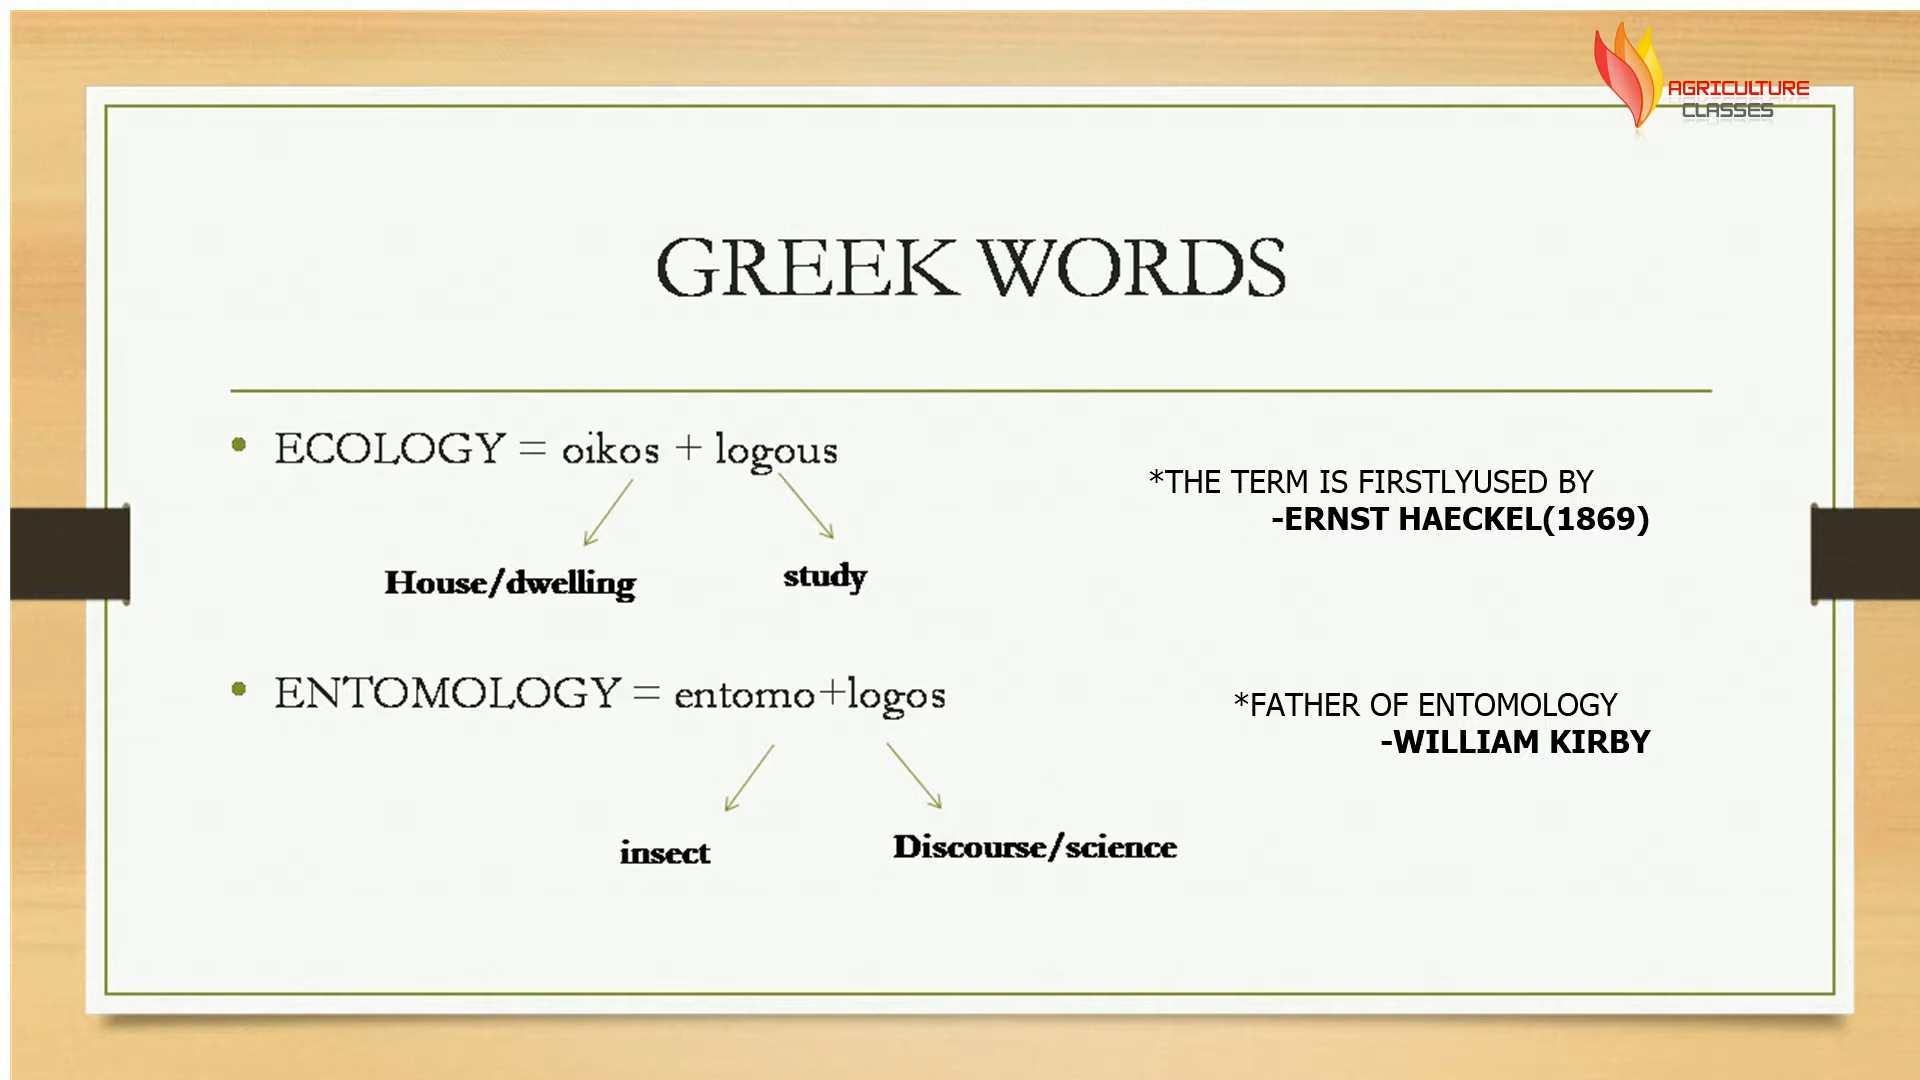 AGRICULTURE
CLASSES
GREEK WORDS
ECOLOGY = oikos + logous
*THE TERM IS FIRSTLYUSED BY
-ERNST HAECKEL(1869)
House/dwelling study
ENTOMOLOGY = entomo+logos
*FATHER OF ENTOMOLOGY
-WILLIAM KIRBY
insect Discourse/science